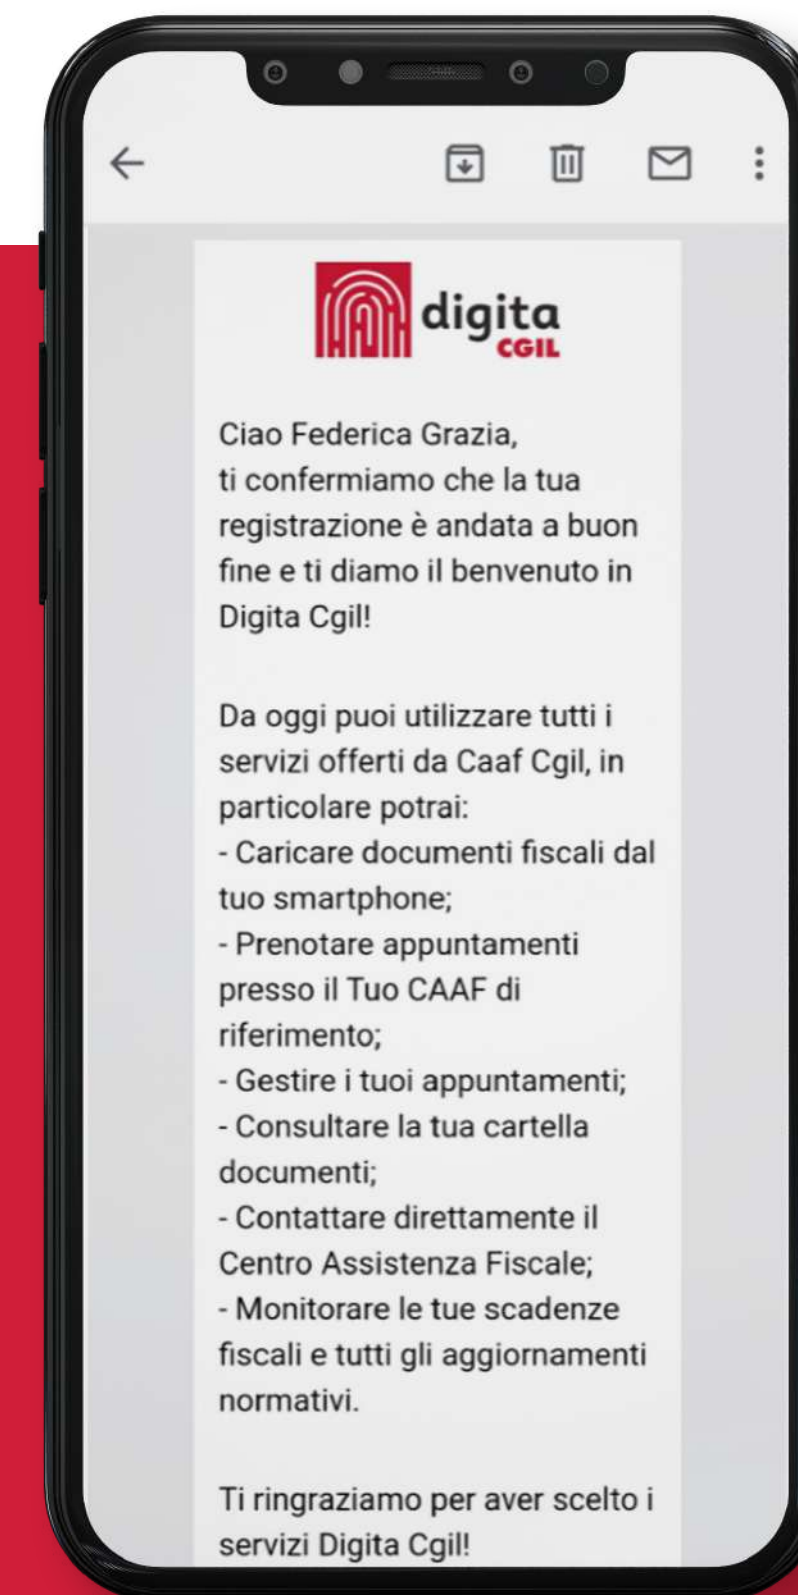 digita
CGIL
Ciao Federica Grazia,
ti confermiamo che la tua
registrazione è andata a buon
fine e ti diamo il benvenuto in
Digita Cgil!
Da oggi puoi utilizzare tutti i
servizi offerti da Caaf Cgil, in
particolare potrai:
- Caricare documenti fiscali dal
tuo smartphone;
- Prenotare appuntamenti
presso il Tuo CAAF di
riferimento;
- Gestire i tuoi appuntamenti;
- Consultare la tua cartella
documenti;
- Contattare direttamente il
Centro Assistenza Fiscale;
- Monitorare le tue scadenze
fiscali e tutti gli aggiornamenti
normativi.
Ti ringraziamo per aver scelto i
servizi Digita Cgil!